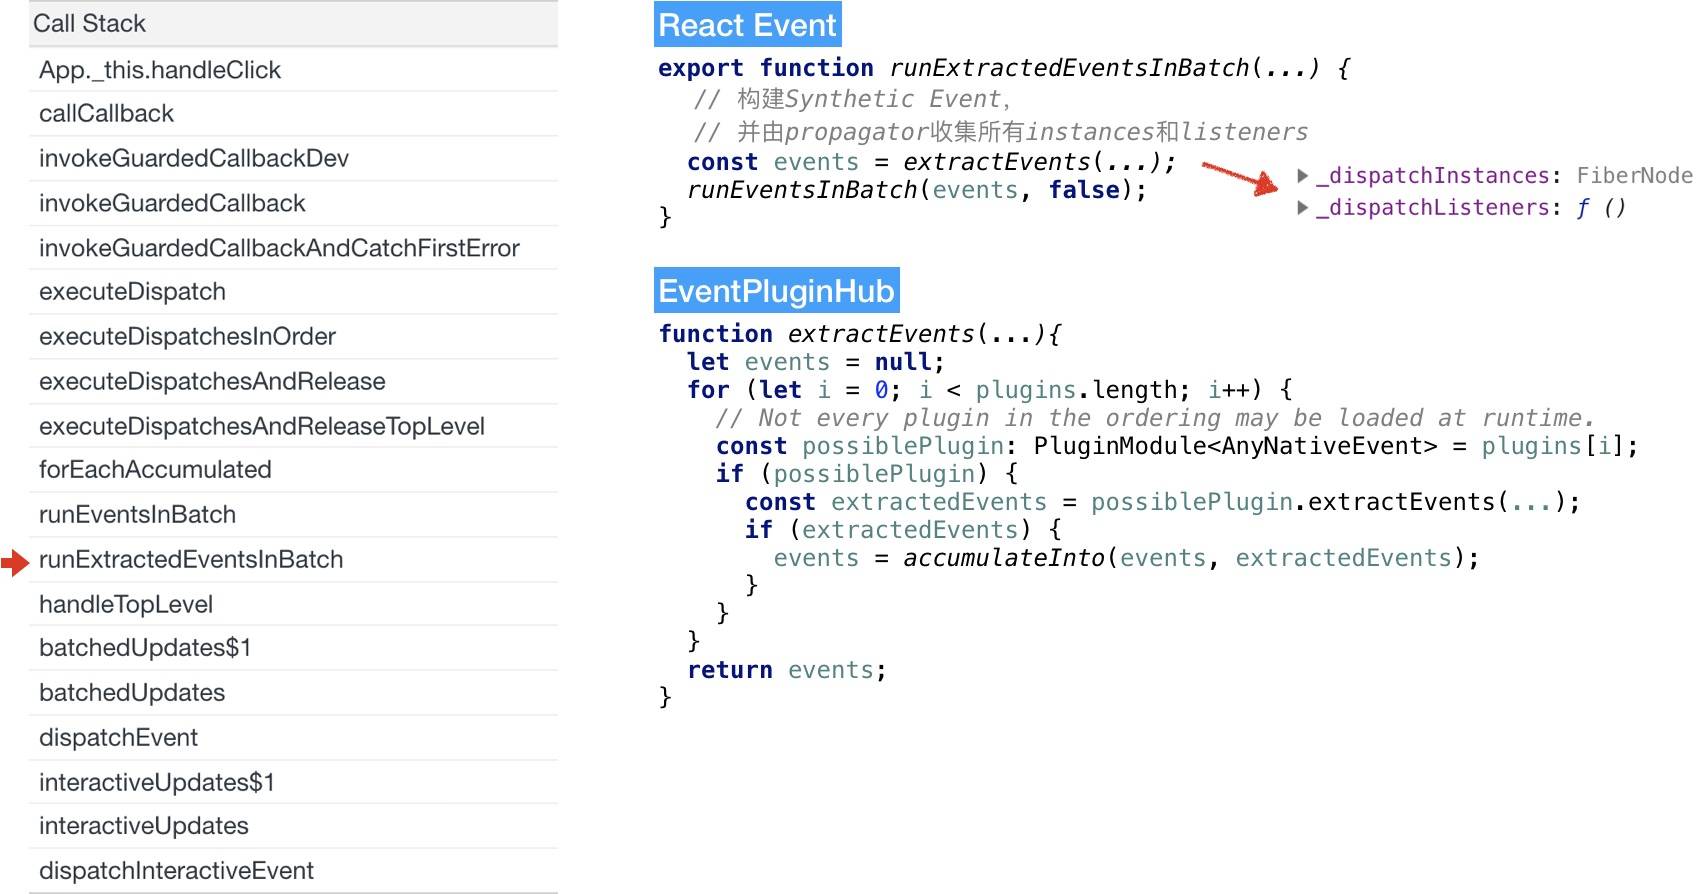 Call Stack
App._this.handleClick
callCallback
invokeGuardedCallbackDev
invokeGuardedCallback
invokeGuardedCallbackAndCatchFirstError
executeDispatch
executeDispatchesInOrder
executeDispatchesAndRelease
executeDispatchesAndReleaseTopLevel
forEachAccumulated
runEventsInBatch
runExtractedEventsInBatch
handleTopLevel
batchedUpdates$1
batchedUpdates
dispatchEvent
interactiveUpdates$1
interactiveUpdates
dispatchInteractiveEvent
React Event
export function runExtractedEventsInBatch(...) {
// 构建Synthetic Event，
// 并由propagator收集所有instances和listeners
const events = extractEvents(...);
runEventsInBatch(events, false);
}
▶ _dispatchInstances: FiberNode
▶ _dispatchListeners: ƒ ()
EventPluginHub
function extractEvents(...){
let events = null;
for (let i = 0; i < plugins.length; i++) {
// Not every plugin in the ordering may be loaded at runtime.
const possiblePlugin: PluginModule<AnyNativeEvent> = plugins[i];
if (possiblePlugin) {
const extractedEvents = possiblePlugin.extractEvents(...);
if (extractedEvents) {
events = accumulateInto(events, extractedEvents);
}
}
}
return events;
}